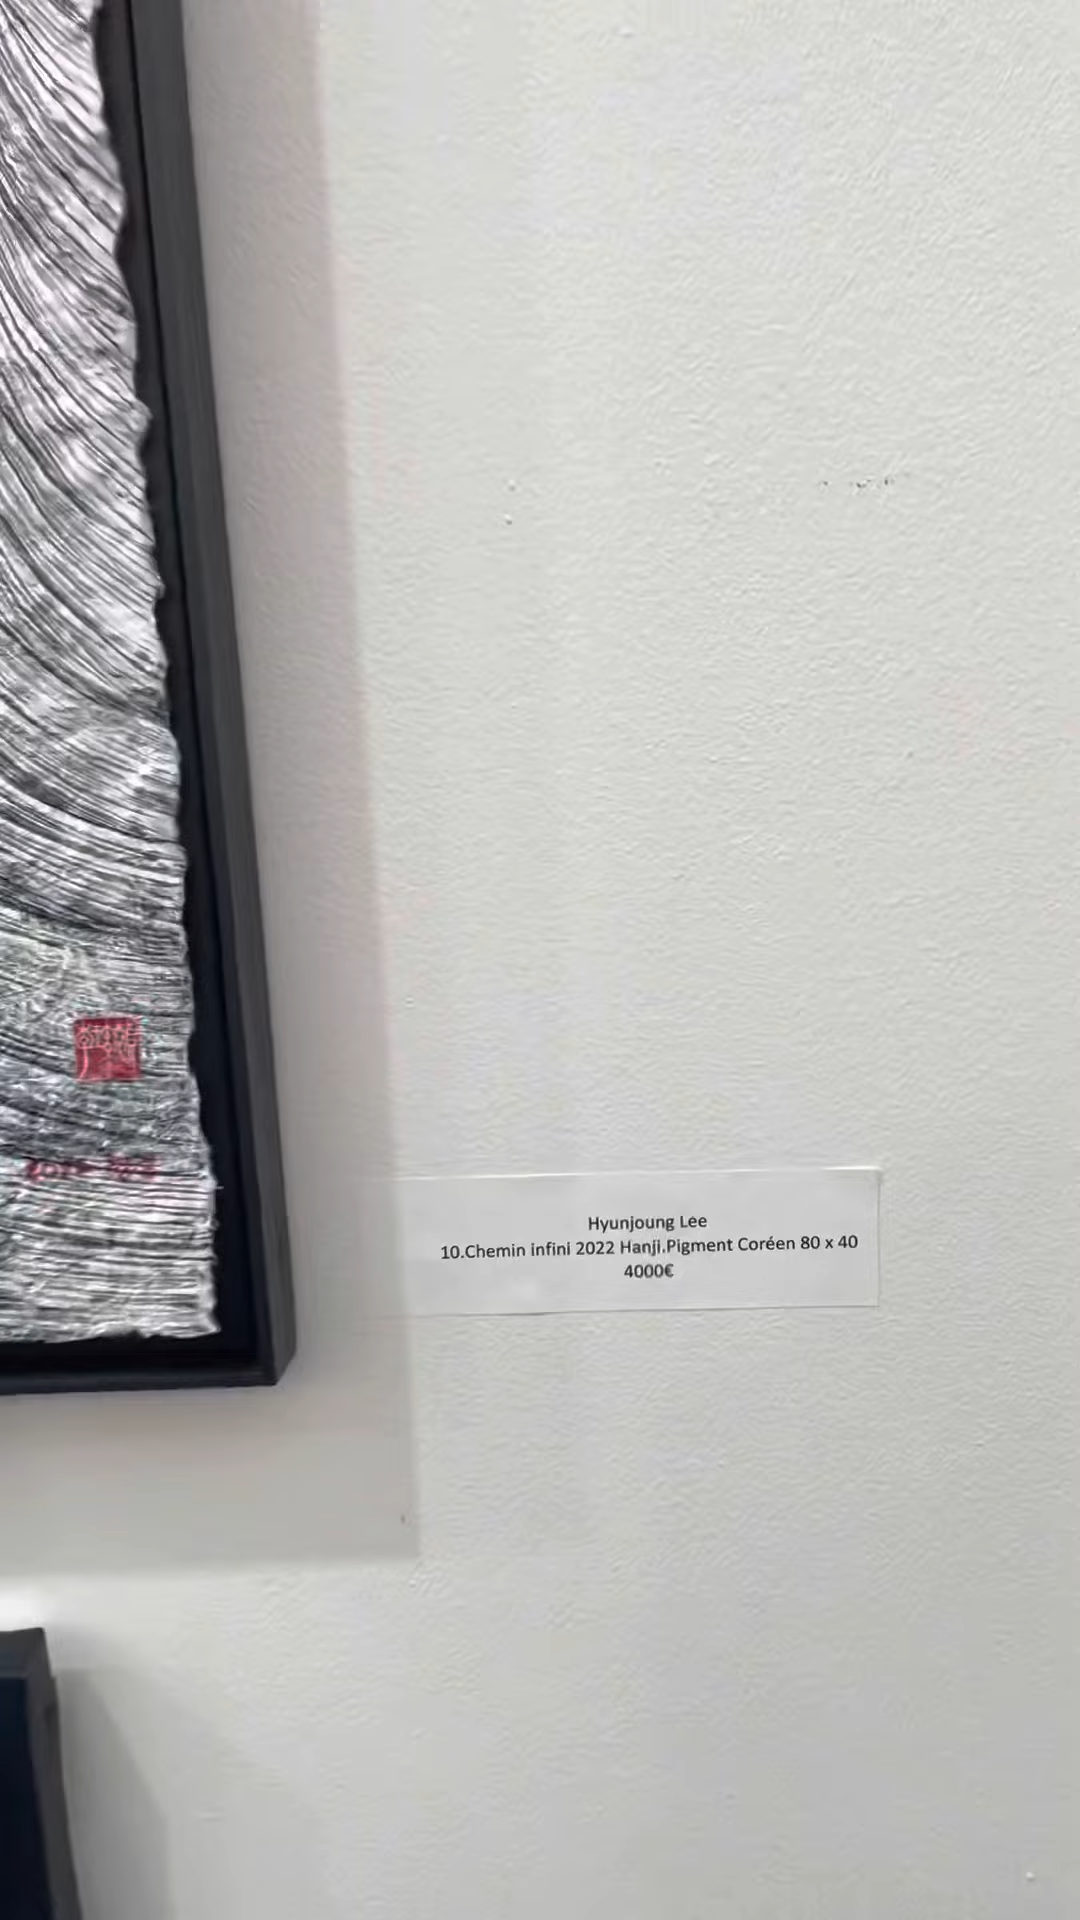 Hyunjoung Lee
10.Chemin infini 2022 Hanji.Pigment Coréen 80 x 40
4000€